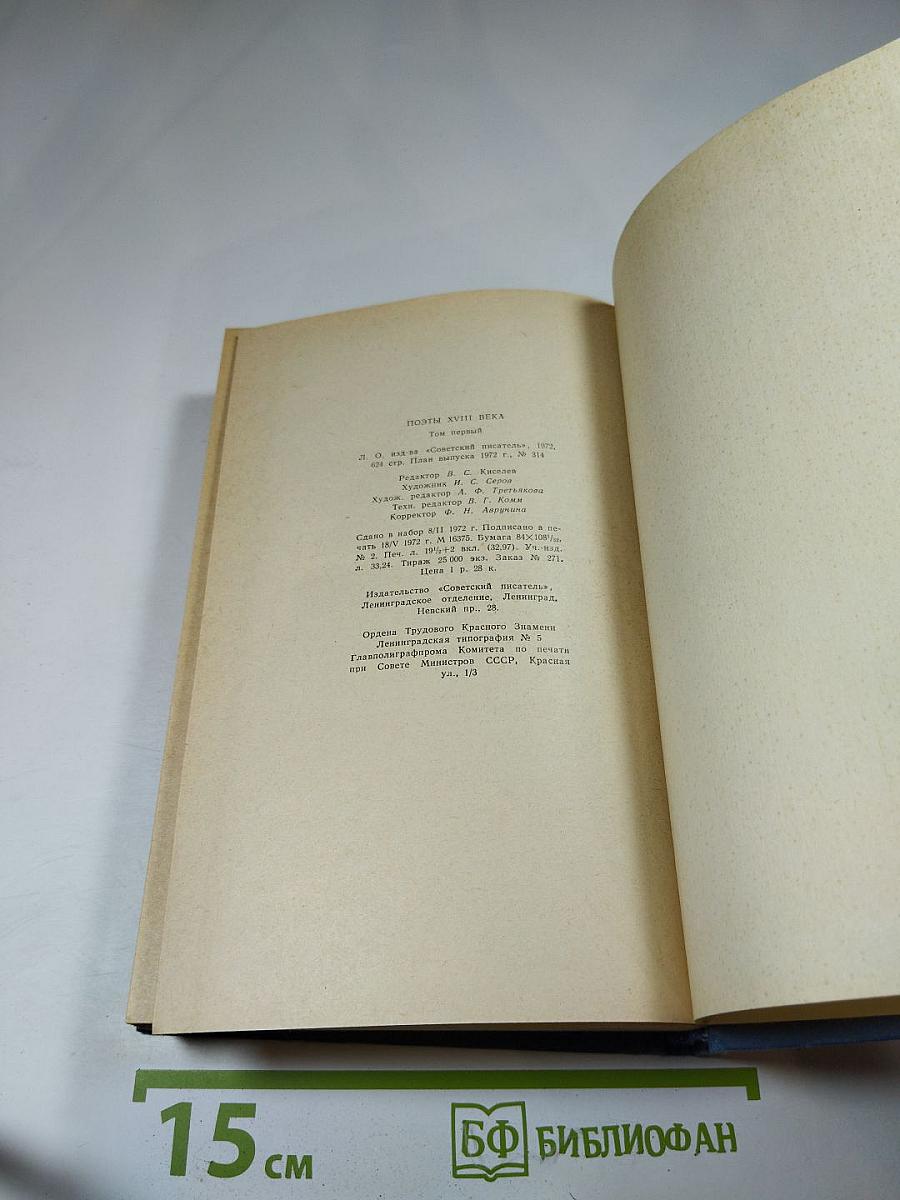 ПОЭТЫ XVIII ВЕКА
Том первый
Л. О. изд-ва «Советский писатель», 1972,
624 стр. План выпуска 1972 г., № 314
Редактор В. С. Киселев
Художник И. С. Серов
Худож. редактор А. Ф. Третьякова
Техн. редактор В. Г. Комм
Корректор Ф. Н. Аврунина
Сдано в набор 8/II 1972 г. Подписано в пе-
чать 18/V 1972 г. М 16375. Бумага 84×108¹/₃₂,
№ 2. Печ. л. 19¹/₂+2 вкл. (32,97). Уч.-изд.
л. 33,24. Тираж 25 000 экз. Заказ № 271.
Цена 1 р. 28 к.
Издательство «Советский писатель»,
Ленинградское отделение, Ленинград,
Невский пр., 28.
Ордена Трудового Красного Знамени
Ленинградская типография № 5
Главполиграфпрома Комитета по печати
при Совете Министров СССР, Красная
ул., 1/3
15 см
БФ БИБЛИОФАН